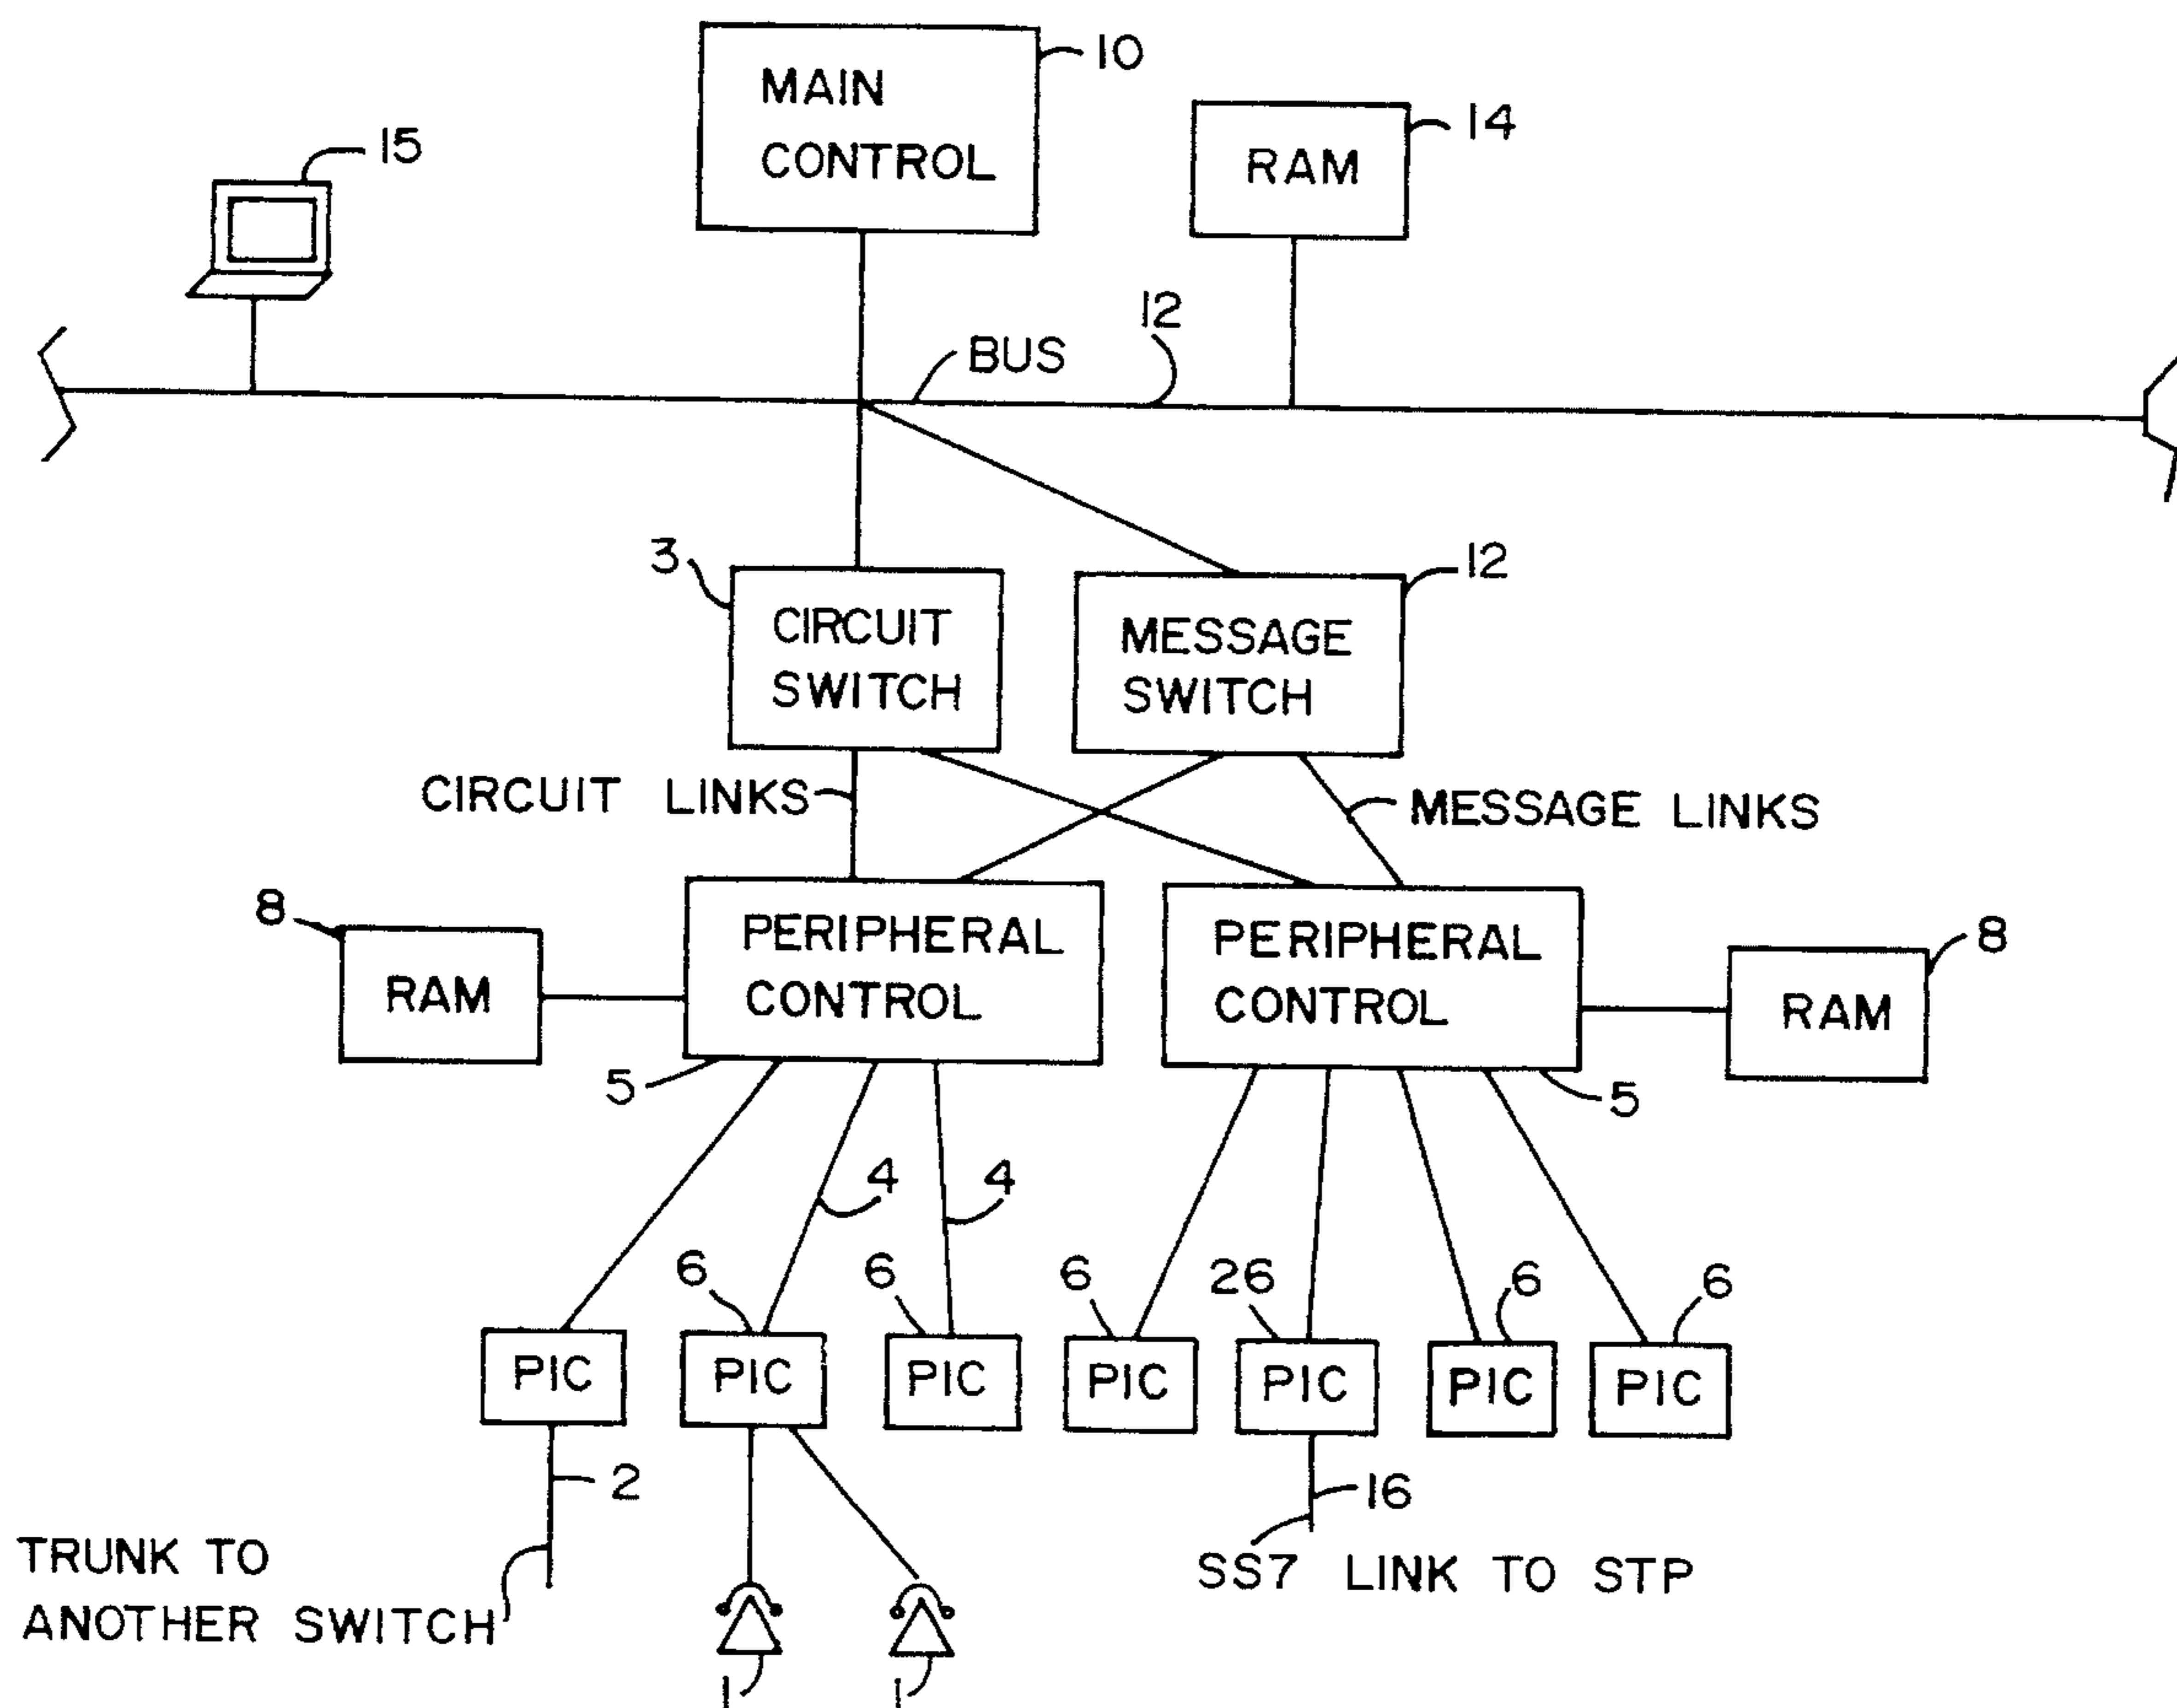 MAIN
CONTROL
10
RAM
14
15
BUS
12
3
CIRCUIT
SWITCH
MESSAGE
SWITCH
12
CIRCUIT LINKS
MESSAGE LINKS
8
RAM
PERIPHERAL
CONTROL
PERIPHERAL
CONTROL
RAM
8
5
5
4
4
6
6
6
26
6
6
PIC
PIC
PIC
PIC
PIC
PIC
PIC
2
16
TRUNK TO
ANOTHER SWITCH
SS7 LINK TO STP
1
1